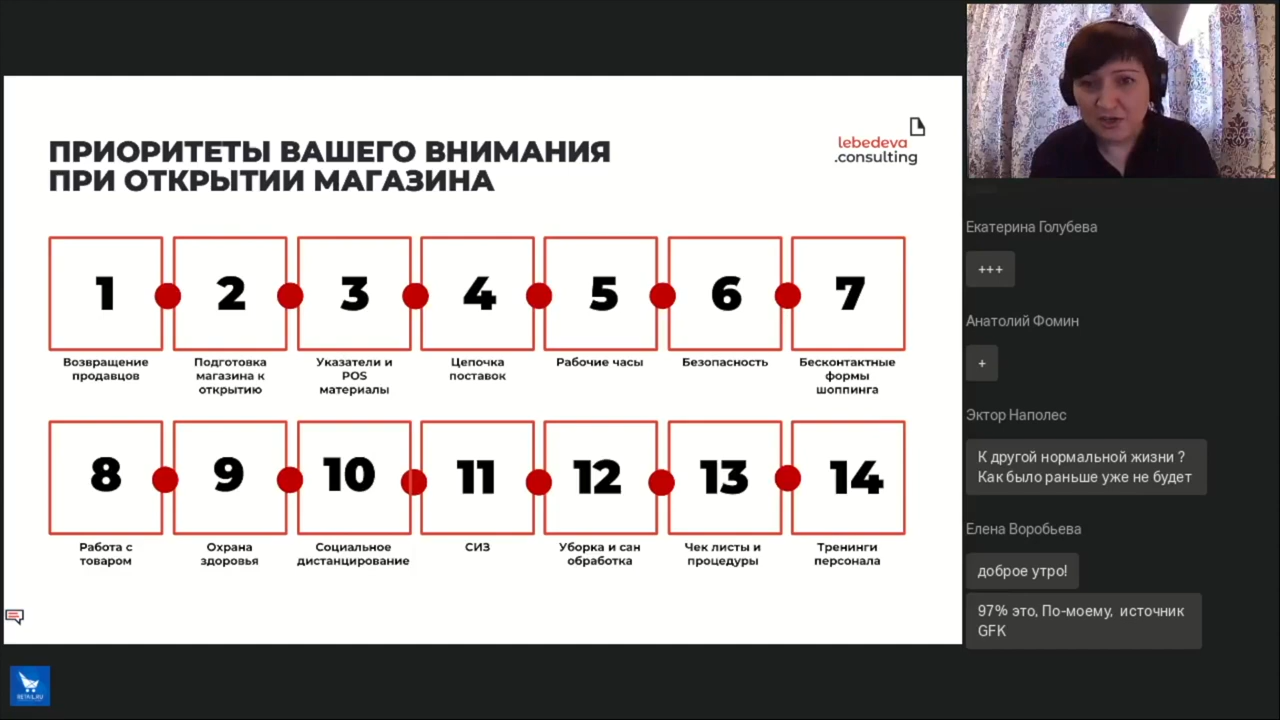 ПРИОРИТЕТЫ ВАШЕГО ВНИМАНИЯ
ПРИ ОТКРЫТИИ МАГАЗИНА
lebedeva
.consulting
1
2
3
4
5
6
7
Возвращение
продавцов
Подготовка
магазина к
открытию
Указатели и
POS
материалы
Цепочка
поставок
Рабочие часы
Безопасность
Бесконтактные
формы
шоппинга
8
9
10
11
12
13
14
Работа с
товаром
Охрана
здоровья
Социальное
дистанцирование
СИЗ
Уборка и сан
обработка
Чек листы и
процедуры
Тренинги
персонала
RETAIL.RU
Екатерина Голубева
+++
Анатолий Фомин
+
Эктор Наполес
К другой нормальной жизни ?
Как было раньше уже не будет
Елена Воробьева
доброе утро!
97% это, По-моему, источник
GFK